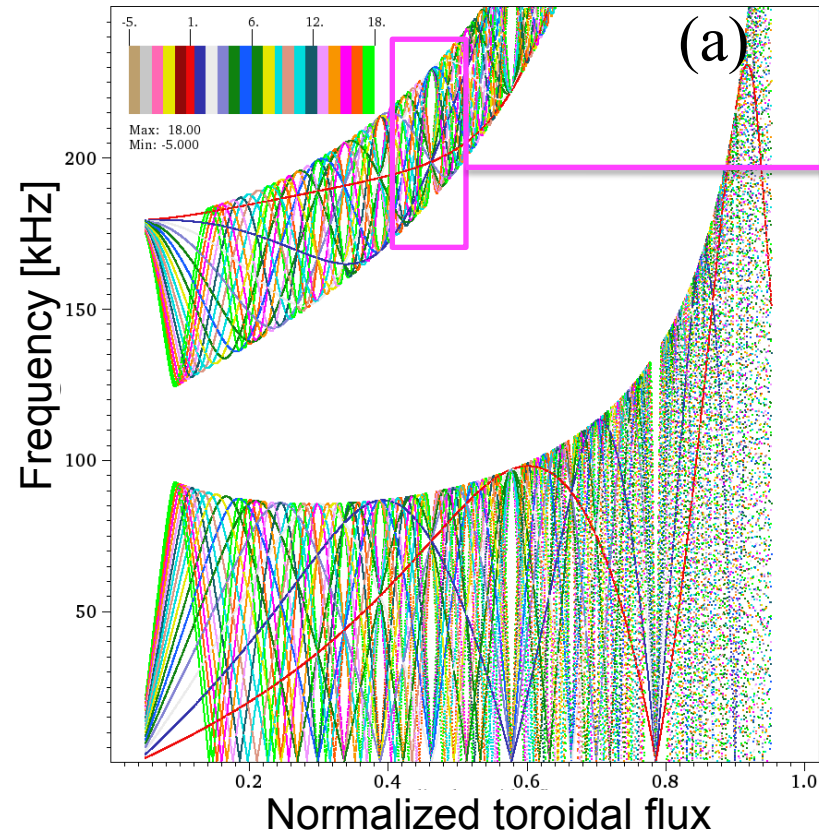 -5. 1. 6. 12. 18.
(a)
Max: 18.00
Min: -5.000
200
150
100
50
Frequency [kHz]
0.2 0.4 0.6 0.8 1.0
Normalized toroidal flux